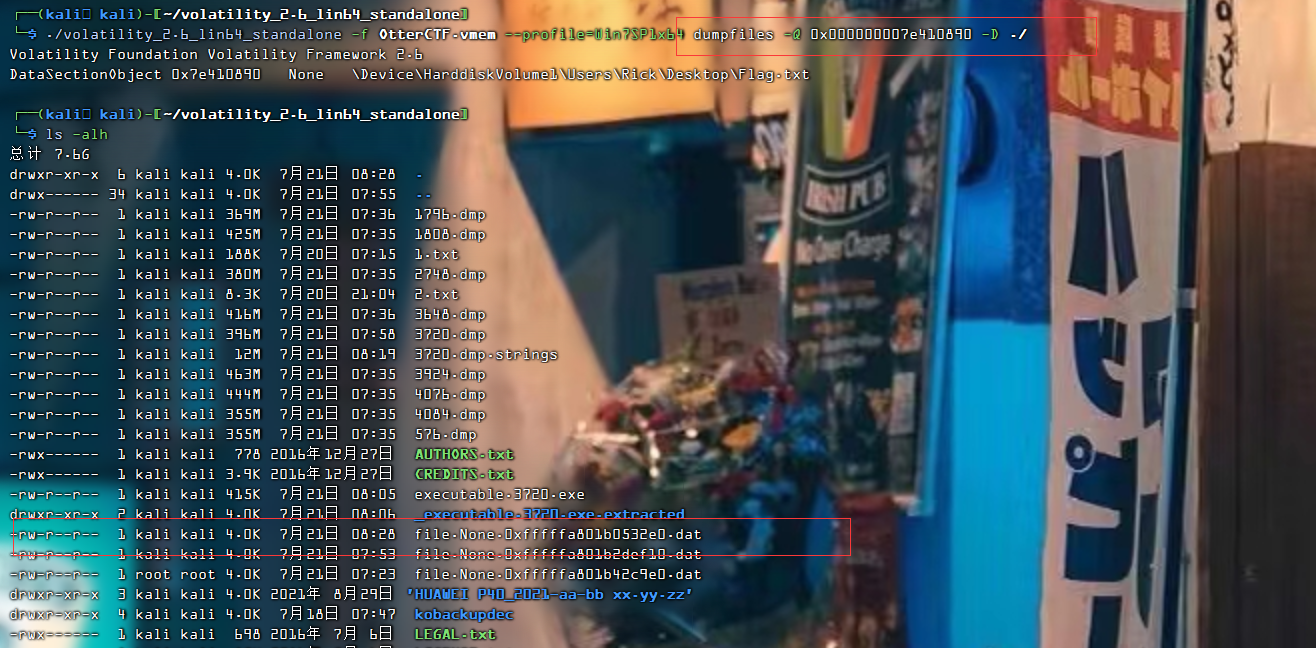 ┌──(kali㉿ kali)-[~/volatility_2.6_lin64_standalone]
└─$ ./volatility_2.6_lin64_standalone -f OtterCTF.vmem --profile=Win7SP1x64 dumpfiles -Q 0x000000007e410890 -D ./
Volatility Foundation Volatility Framework 2.6
DataSectionObject 0x7e410890   None   \Device\HarddiskVolume1\Users\Rick\Desktop\Flag.txt
┌──(kali㉿ kali)-[~/volatility_2.6_lin64_standalone]
└─$ ls -alh
总计 7.6G
drwxr-xr-x  6 kali kali 4.0K  7月21日 08:28  .
drwx------ 34 kali kali 4.0K  7月21日 07:55  ..
-rw-r--r--  1 kali kali 369M  7月21日 07:36  1796.dmp
-rw-r--r--  1 kali kali 425M  7月21日 07:35  1808.dmp
-rw-r--r--  1 kali kali 188K  7月20日 07:15  1.txt
-rw-r--r--  1 kali kali 380M  7月21日 07:35  2748.dmp
-rw-r--r--  1 kali kali 8.3K  7月20日 21:04  2.txt
-rw-r--r--  1 kali kali 416M  7月21日 07:36  3648.dmp
-rw-r--r--  1 kali kali 396M  7月21日 07:58  3720.dmp
-rw-r--r--  1 kali kali  12M  7月21日 08:19  3720.dmp.strings
-rw-r--r--  1 kali kali 463M  7月21日 07:35  3924.dmp
-rw-r--r--  1 kali kali 444M  7月21日 07:35  4076.dmp
-rw-r--r--  1 kali kali 355M  7月21日 07:35  4084.dmp
-rw-r--r--  1 kali kali 355M  7月21日 07:35  576.dmp
-rwx------  1 kali kali  778 2016年 12月27日  AUTHORS.txt
-rwx------  1 kali kali 3.9K 2016年 12月27日  CREDITS.txt
-rw-r--r--  1 kali kali 415K  7月21日 08:05  executable.3720.exe
drwxr-xr-x  2 kali kali 4.0K  7月21日 08:06  _executable.3720.exe.extracted
-rw-r--r--  1 kali kali 4.0K  7月21日 08:28  file.None.0xfffffa801b0532e0.dat
-rw-r--r--  1 kali kali 4.0K  7月21日 07:53  file.None.0xfffffa801b2def10.dat
-rw-r--r--  1 root root 4.0K  7月21日 07:23  file.None.0xfffffa801b42c9e0.dat
drwxr-xr-x  3 kali kali 4.0K 2021年  8月29日 'HUAWEI P40_2021-aa-bb xx.yy.zz'
drwxr-xr-x  4 kali kali 4.0K  7月18日 07:47  kobackupdec
-rwx------  1 kali kali  698 2016年  7月 6日  LEGAL.txt
IRISH PUB
No Cover Charge